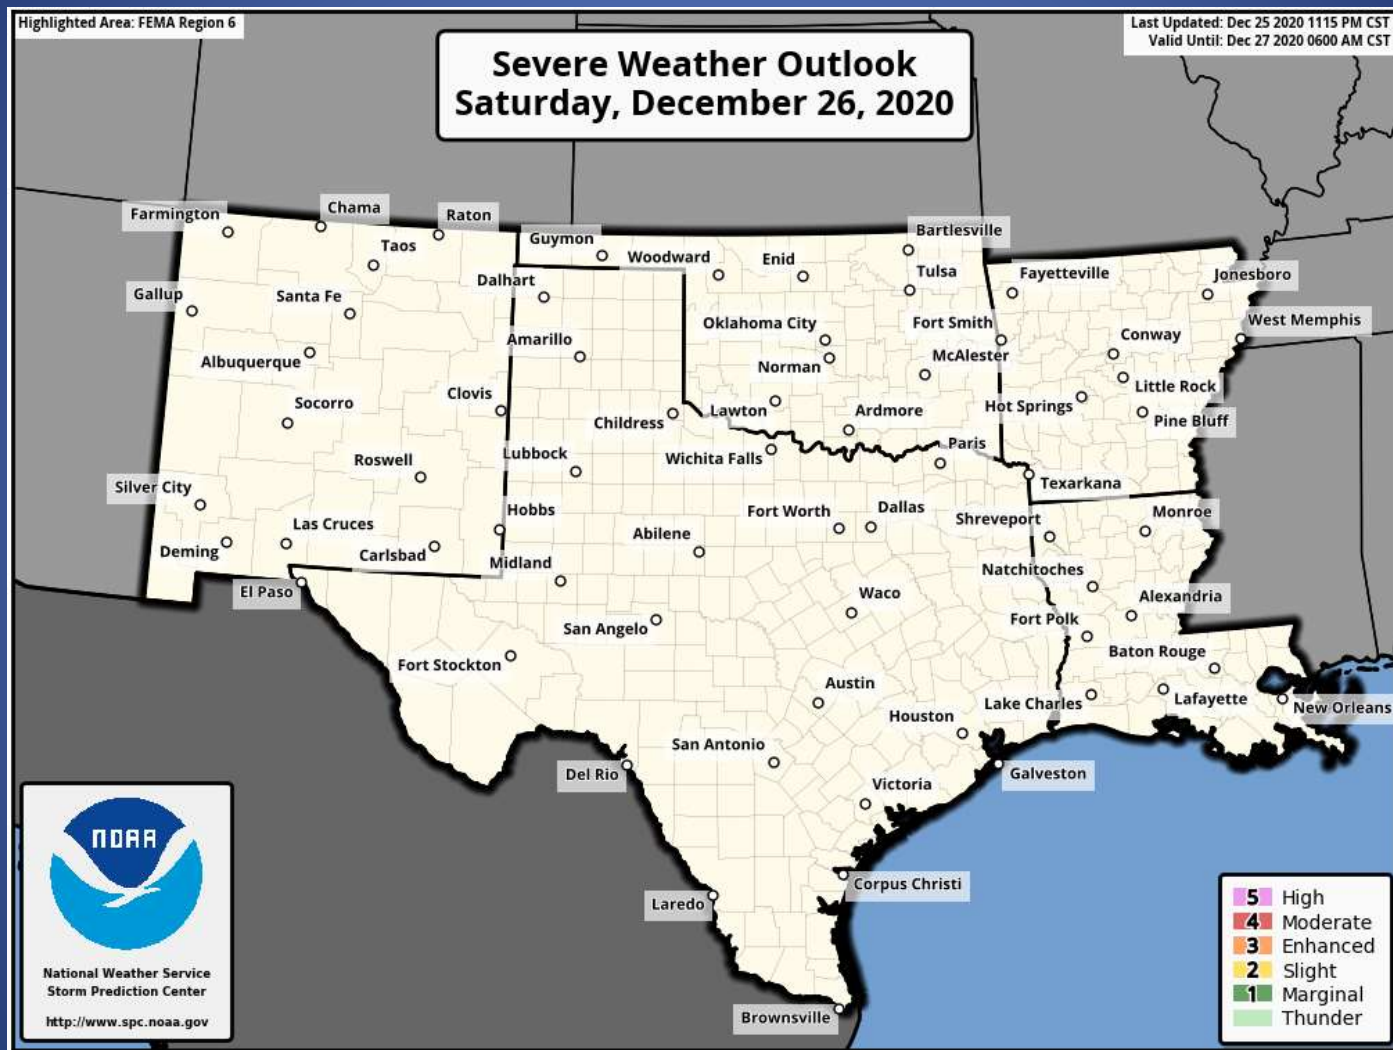 Highlighted Area: FEMA Region 6
Last Updated: Dec 25 2020 1115 PM CST
Valid Until: Dec 27 2020 0600 AM CST
Severe Weather Outlook
Saturday, December 26, 2020
Farmington
Chama
Raton
Taos
Guymon
Woodward
Enid
Bartlesville
Tulsa
Fayetteville
Jonesboro
Gallup
Santa Fe
Dalhart
Albuquerque
Amarillo
Oklahoma City
Fort Smith
Conway
West Memphis
Norman
McAlester
Little Rock
Socorro
Clovis
Childress
Lawton
Ardmore
Hot Springs
Pine Bluff
Roswell
Lubbock
Wichita Falls
Paris
Texarkana
Silver City
Las Cruces
Hobbs
Abilene
Fort Worth
Dallas
Shreveport
Monroe
Deming
Carlsbad
Midland
Natchitoches
El Paso
San Angelo
Waco
Fort Polk
Alexandria
Fort Stockton
Baton Rouge
Austin
Houston
Lake Charles
Lafayette
New Orleans
San Antonio
Del Rio
Victoria
Galveston
Laredo
Corpus Christi
Brownsville
NOAA
National Weather Service
Storm Prediction Center
http://www.spc.noaa.gov
5 High
4 Moderate
3 Enhanced
2 Slight
1 Marginal
Thunder